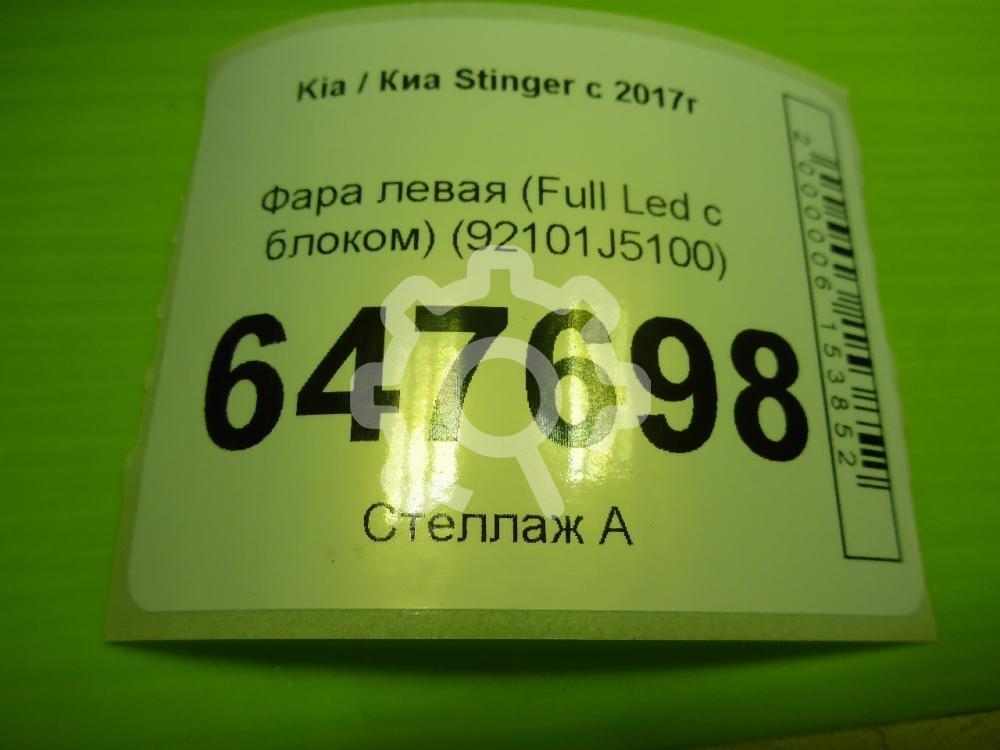 Kia / Киа Stinger с 2017г
Фара левая (Full Led с
блоком) (92101J5100)
647698
Стеллаж А
2000006153852